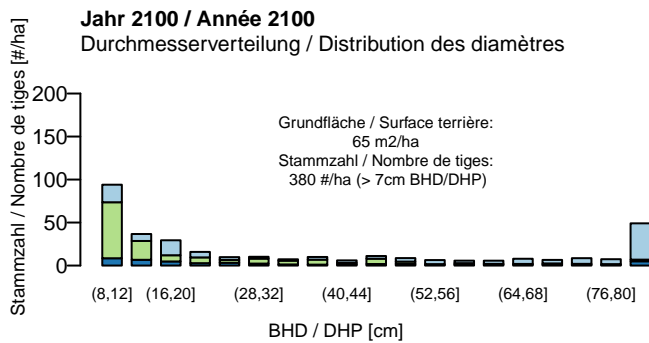 Jahr 2100 / Année 2100
Durchmesserverteilung / Distribution des diamètres
Stammzahl / Nombre de tiges [#/ha]
200
150
100
50
0
Grundfläche / Surface terrière:
65 m2/ha
Stammzahl / Nombre de tiges:
380 #/ha (> 7cm BHD/DHP)
(8,12] (16,20] (28,32] (40,44] (52,56] (64,68] (76,80]
BHD / DHP [cm]